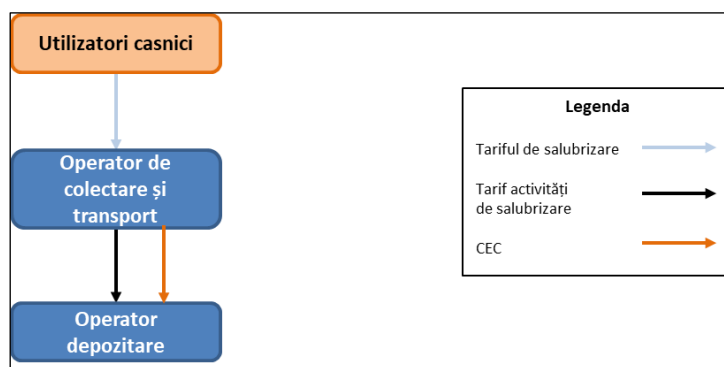 Utilizatori casnici
Operator de
colectare și
transport
Operator
depozitare
Legenda
Tariful de salubrizare
Tarif activități
de salubrizare
CEC